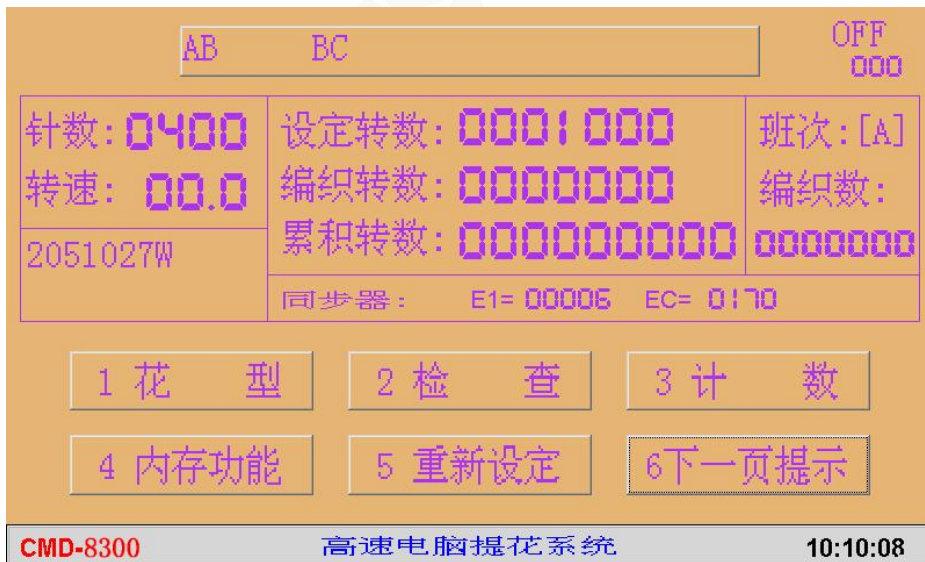 AB BC
OFF
000
针数:0400
转速: 00.0
2051027W
设定转数:0001000
编织转数:0000000
累积转数:000000000
班次:[A]
编织数:
0000000
同步器: E1= 00006 EC= 0170
1 花 型
2 检 查
3 计 数
4 内存功能
5 重新设定
6下一页提示
CMD-8300
高速电脑提花系统
10:10:08